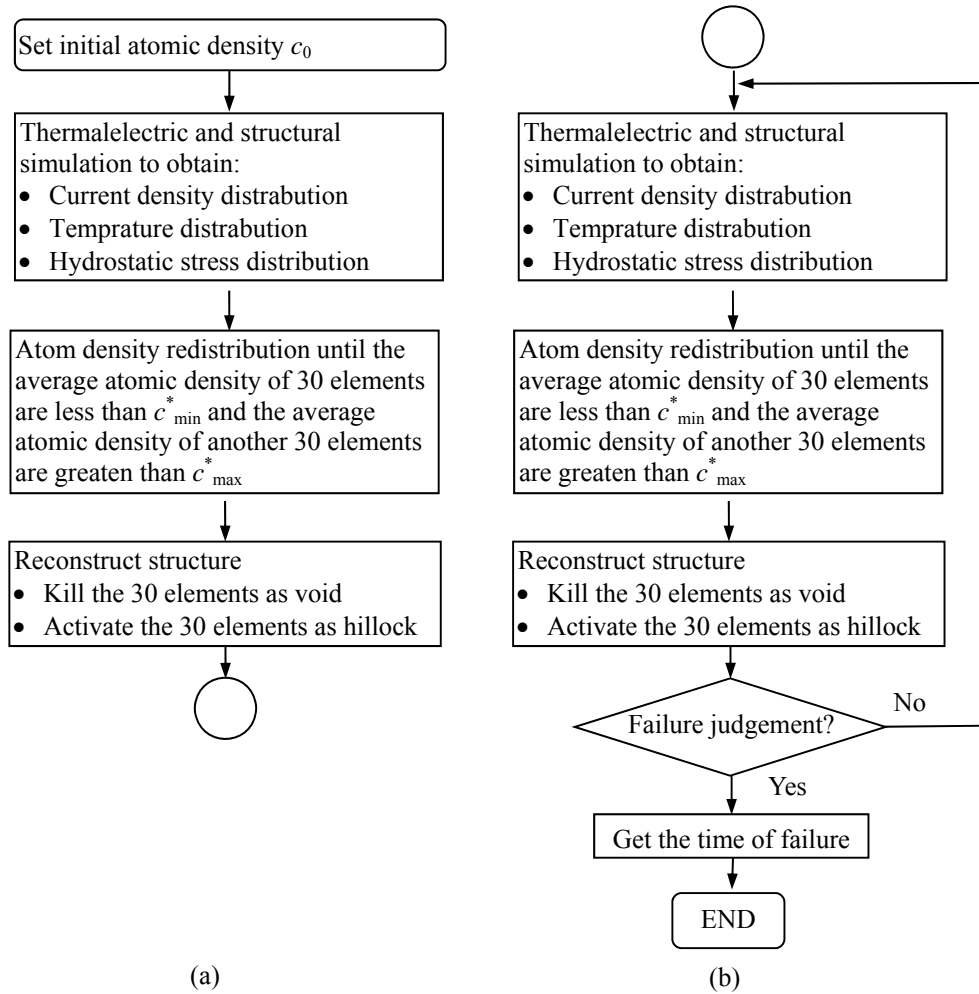 Set initial atomic density c0
Thermalelectric and structural
simulation to obtain:
• Current density distrabution
• Temprature distrabution
• Hydrostatic stress distribution
Atom density redistribution until the
average atomic density of 30 elements
are less than c*min and the average
atomic density of another 30 elements
are greaten than c*max
Reconstruct structure
• Kill the 30 elements as void
• Activate the 30 elements as hillock
(a)
Thermalelectric and structural
simulation to obtain:
• Current density distrabution
• Temprature distrabution
• Hydrostatic stress distribution
Atom density redistribution until the
average atomic density of 30 elements
are less than c*min and the average
atomic density of another 30 elements
are greaten than c*max
Reconstruct structure
• Kill the 30 elements as void
• Activate the 30 elements as hillock
Failure judgement?
No
Yes
Get the time of failure
END
(b)